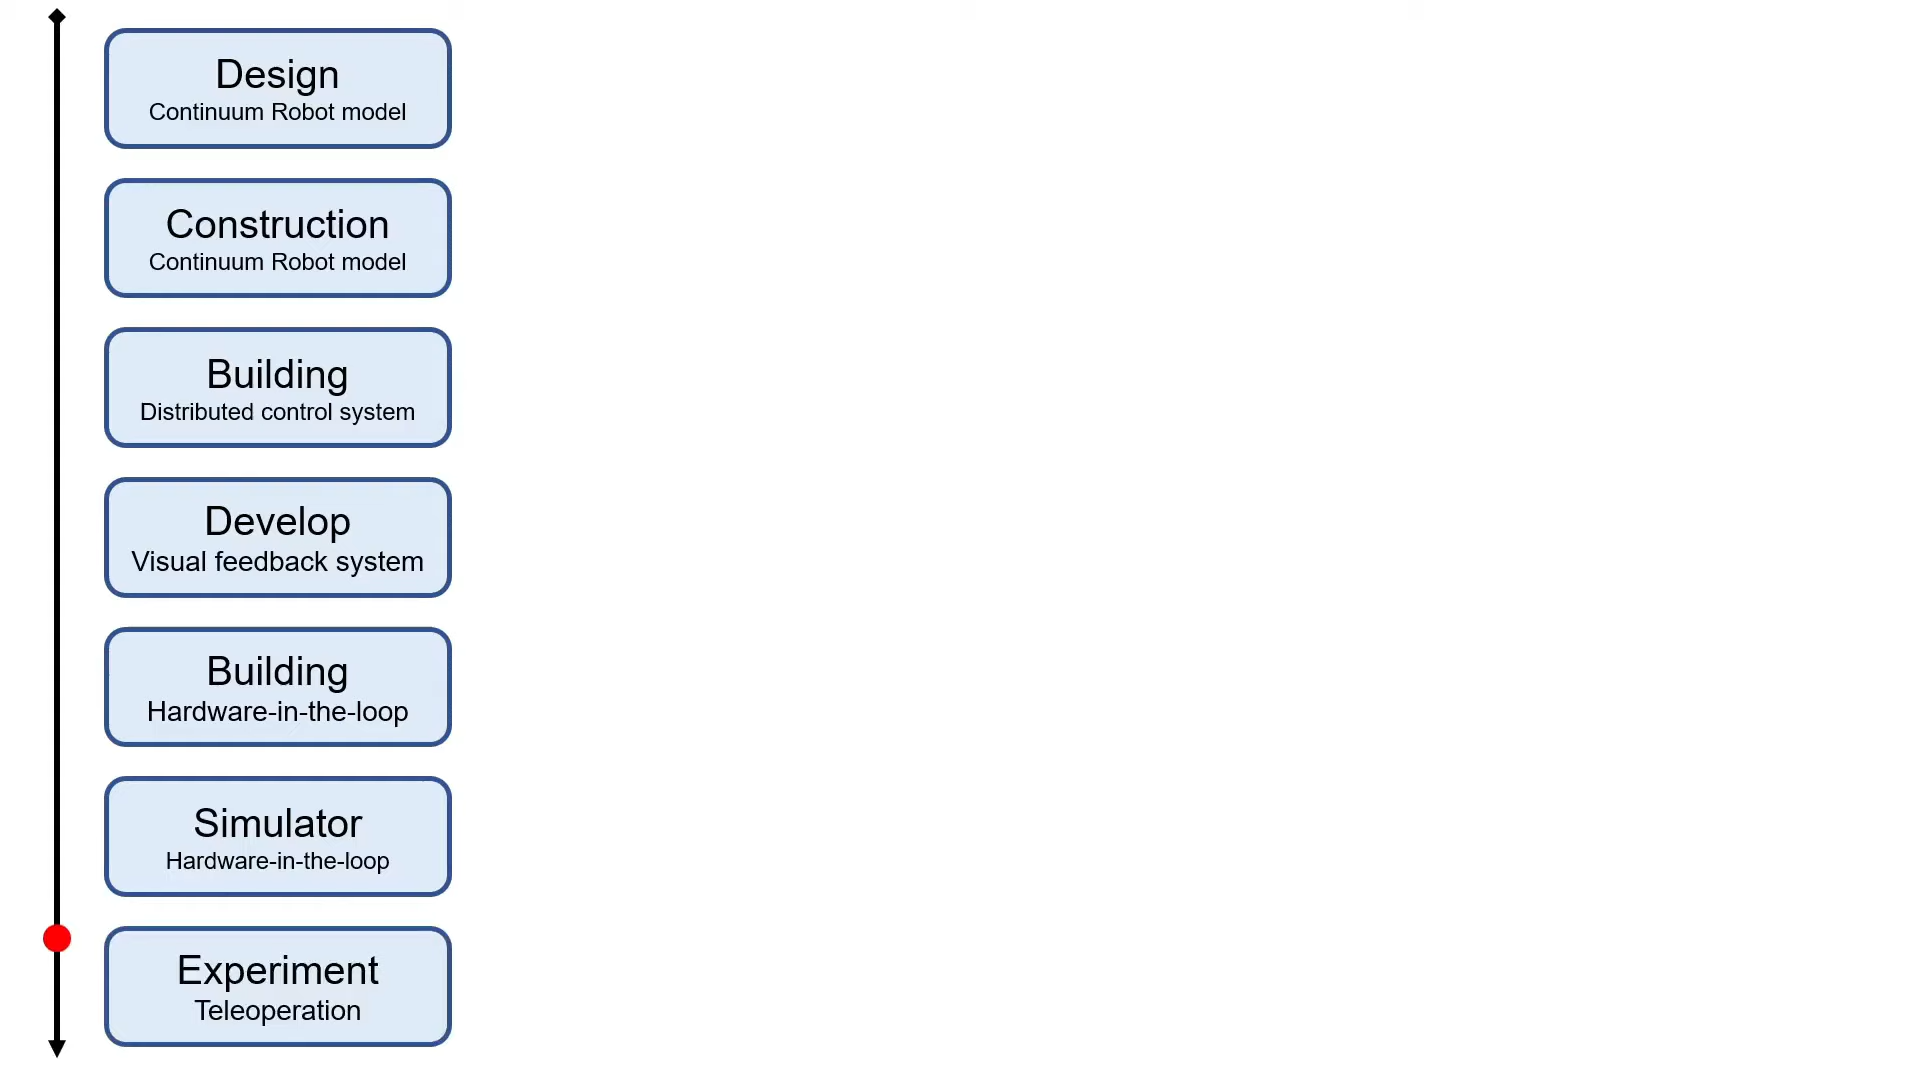 Design
Continuum Robot model
Construction
Continuum Robot model
Building
Distributed control system
Develop
Visual feedback system
Building
Hardware-in-the-loop
Simulator
Hardware-in-the-loop
Experiment
Teleoperation